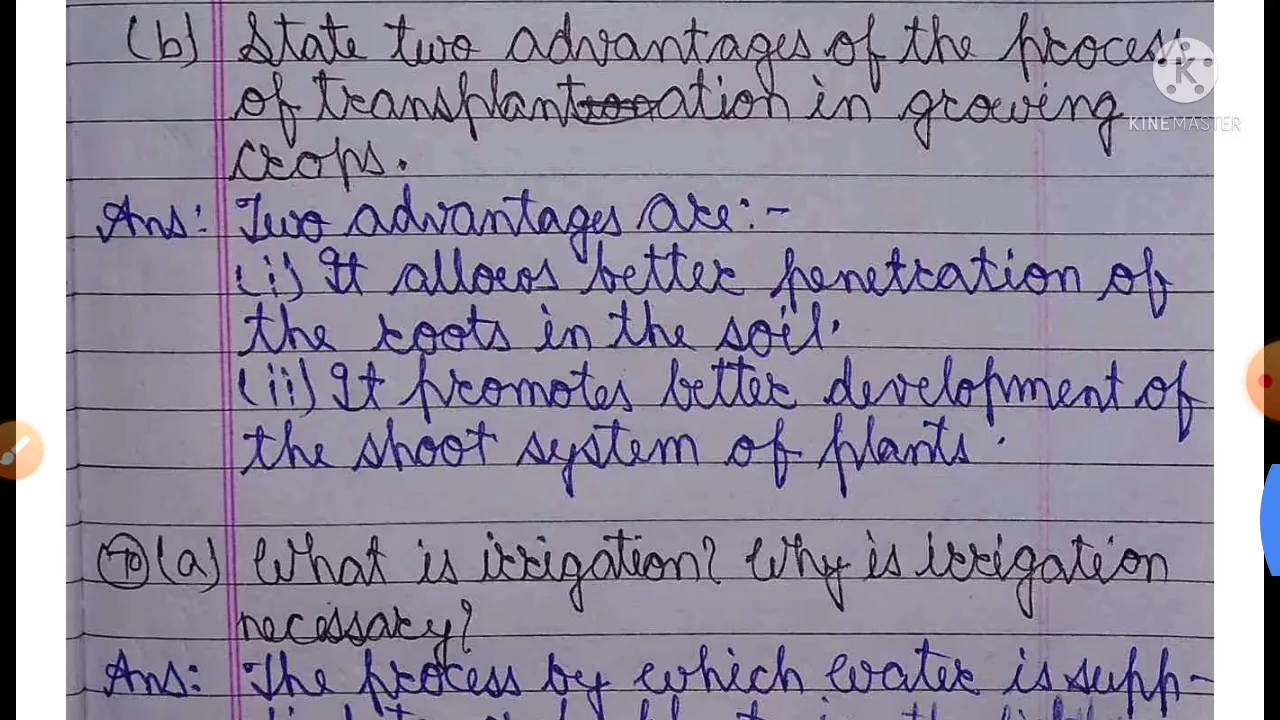 (b) State two advantages of the process
of transplantation in growing
crops.
Ans: Two advantages are:-
(i) It allows better penetration of
the roots in the soil.
(ii) It promotes better development of
the shoot system of plants.
70 (a) What is irrigation? Why is irrigation
necessary?
Ans: The process by which water is supp-
K
KINEMASTER